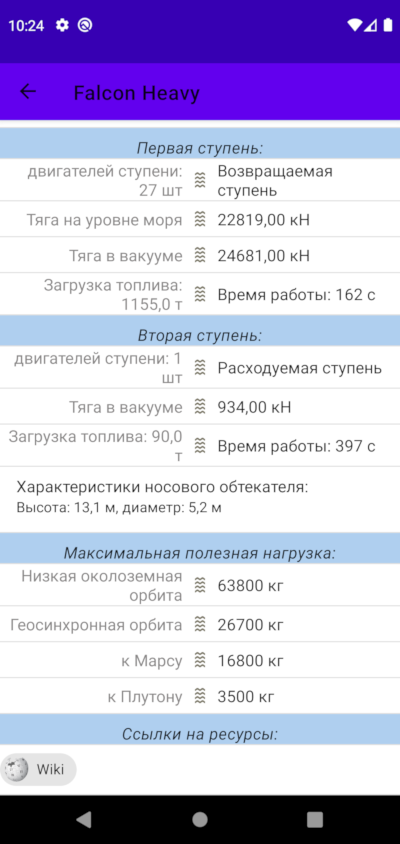 10:24
Falcon Heavy
Первая ступень:
двигателей ступени:
27 шт
Возвращаемая
ступень
Тяга на уровне моря
22819,00 кН
Тяга в вакууме
24681,00 кН
Загрузка топлива:
1155,0 т
Время работы: 162 с
Вторая ступень:
двигателей ступени: 1
шт
Расходуемая ступень
Тяга в вакууме
934,00 кН
Загрузка топлива: 90,0
т
Время работы: 397 с
Характеристики носового обтекателя:
Высота: 13,1 м, диаметр: 5,2 м
Максимальная полезная нагрузка:
Низкая околоземная
орбита
63800 кг
Геосинхронная орбита
26700 кг
к Марсу
16800 кг
к Плутону
3500 кг
Ссылки на ресурсы:
Wiki